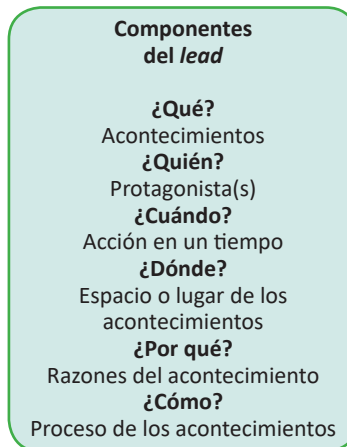 Componentes
del lead
¿Qué?
Acontecimientos
¿Quién?
Protagonista(s)
¿Cuándo?
Acción en un tiempo
¿Dónde?
Espacio o lugar de los
acontecimientos
¿Por qué?
Razones del acontecimiento
¿Cómo?
Proceso de los acontecimientos